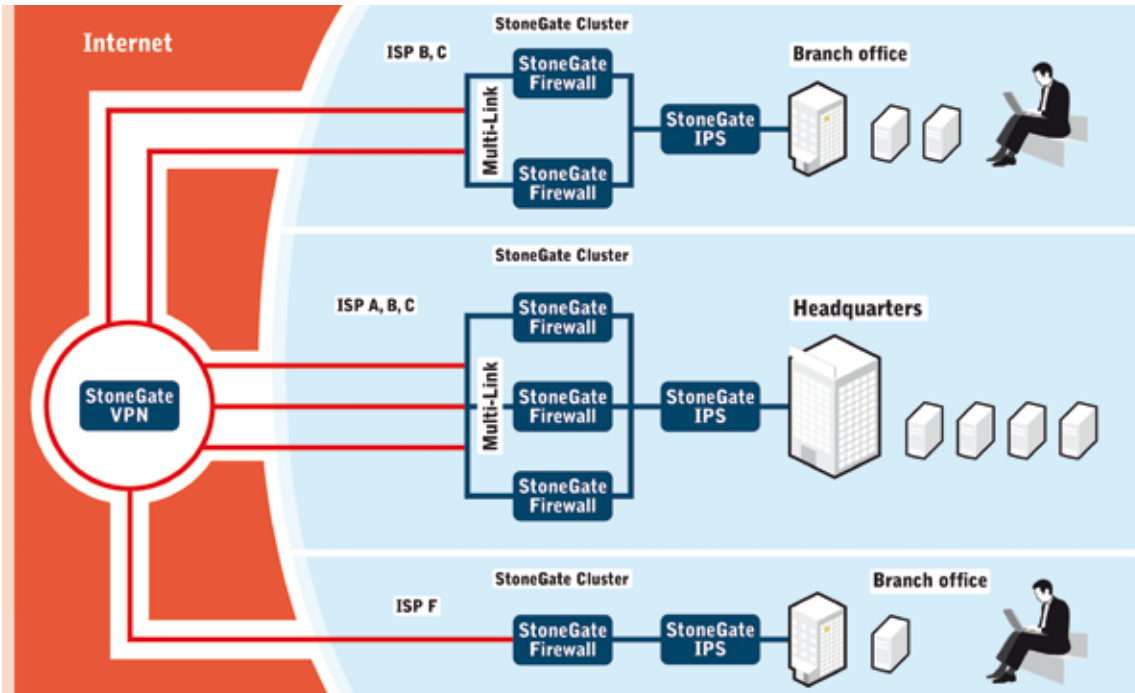 Internet
StoneGate Cluster
ISP B, C
StoneGate
Firewall
Branch office
Multi-Link
StoneGate
IPS
StoneGate
Firewall
StoneGate Cluster
ISP A, B, C
StoneGate
Firewall
Headquarters
StoneGate
VPN
Multi-Link
StoneGate
Firewall
StoneGate
IPS
StoneGate
Firewall
StoneGate Cluster
Branch office
ISP F
StoneGate
Firewall
StoneGate
IPS